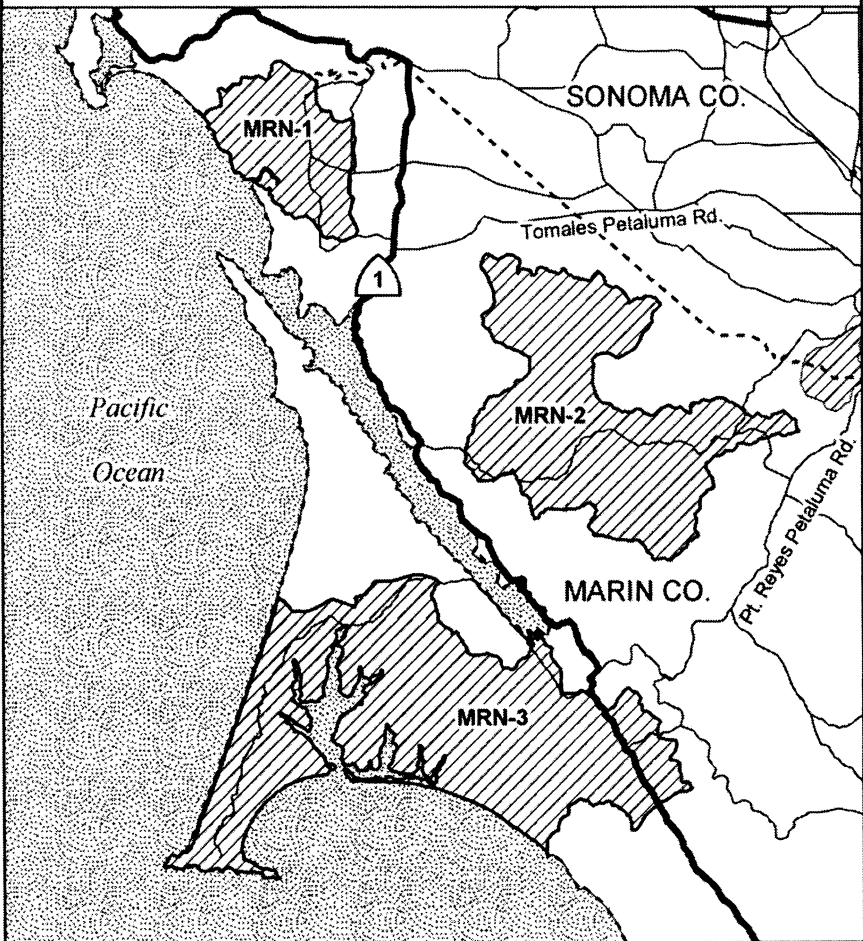 SONOMA CO.
MRN-1
Tomales Petaluma Rd.
1
Pacific
Ocean
MRN-2
Pt. Reyes Petaluma Rd.
MARIN CO.
MRN-3